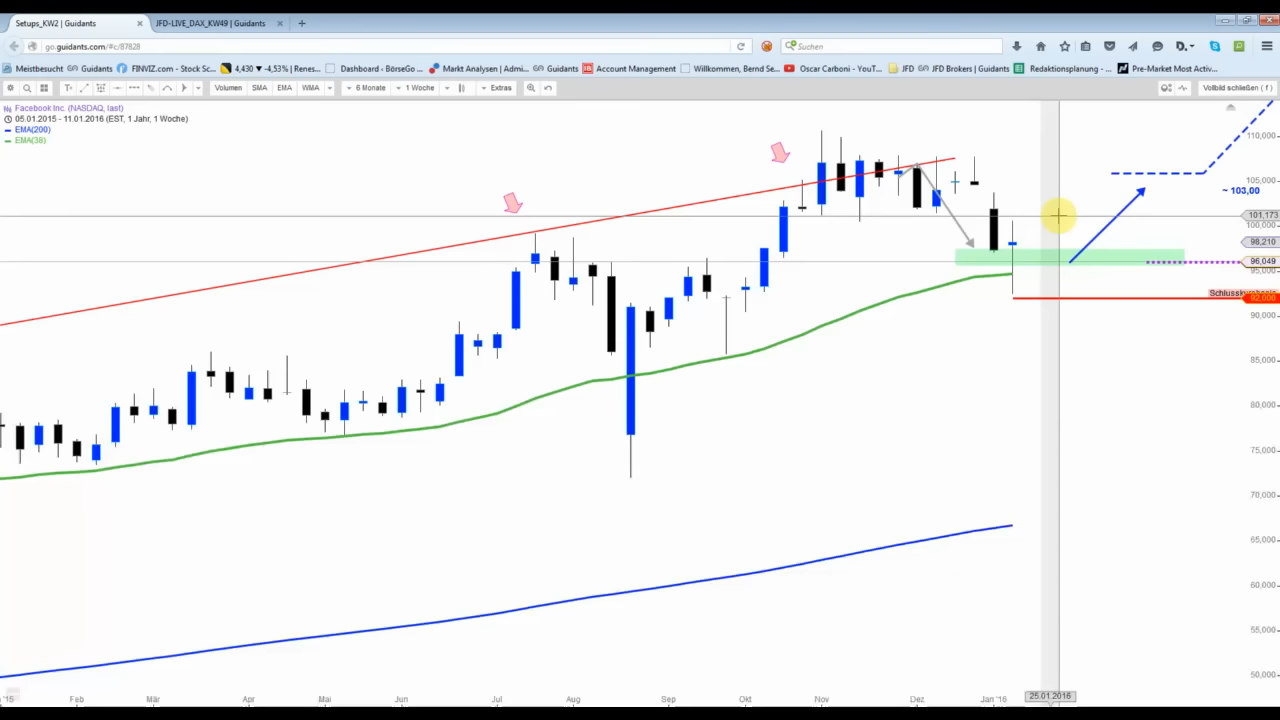 Setups_KW2 | Guidants
JFD-LIVE_DAX_KW49 | Guidants
go.guidants.com/#c/87828
Suchen
Meistbesucht
Guidants
FINVIZ.com - Stock Sc...
4,430 ▼ -4,53% | Renes...
Dashboard - BörseGo ...
Markt Analysen | Admi...
Guidants
Account Management
Willkommen, Bernd Se...
Oscar Carboni - YouT...
JFD
JFD Brokers | Guidants
Redaktionsplanung - ...
Pre-Market Most Activ...
Volumen
SMA
EMA
WMA
6 Monate
1 Woche
Extras
Vollbild schließen ( f )
Facebook Inc. (NASDAQ, last)
05.01.2015 - 11.01.2016 (EST, 1 Jahr, 1 Woche)
EMA(200)
EMA(38)
110,000
105,000
~ 103,00
101,173
100,000
98,210
96,049
95,000
Schlusskursbasis
92,000
90,000
85,000
80,000
75,000
70,000
65,000
60,000
55,000
50,000
'15
Feb
Mär
Apr
Mai
Jun
Jul
Aug
Sep
Okt
Nov
Dez
Jan '16
25.01.2016